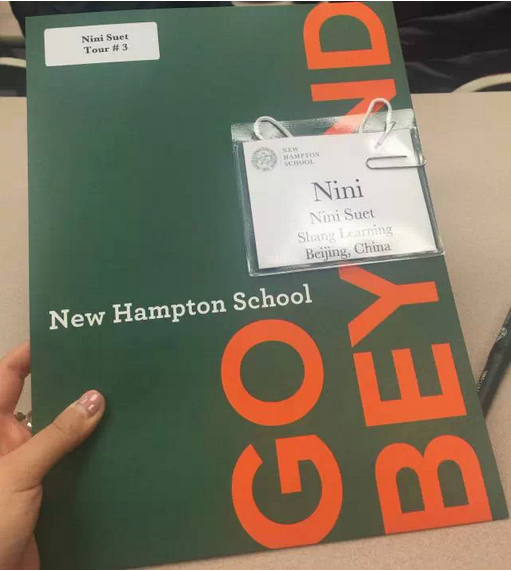 Nini Suet
Tour # 3
NEW
HAMPTON
SCHOOL
Nini
Nini Suet
Shang Learning
Beijing, China
New Hampton School
GO
BEYOND